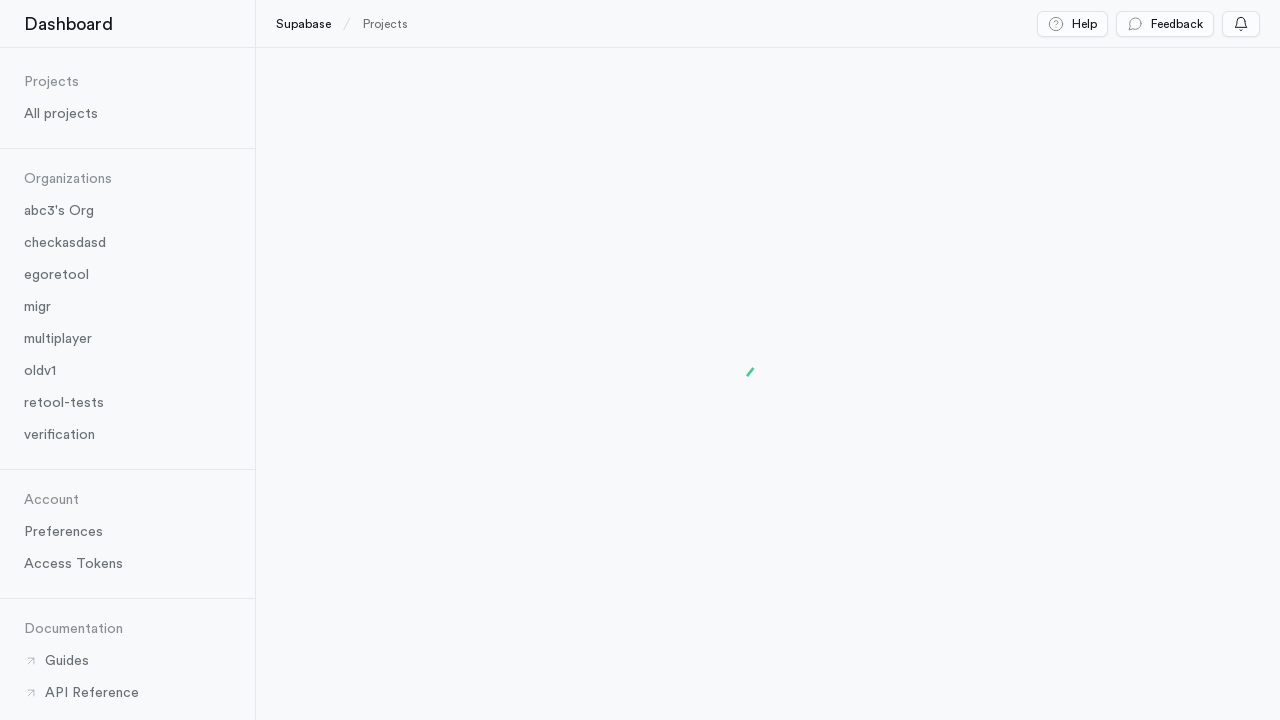 Dashboard
Supabase
Projects
Help
Feedback
Projects
All projects
Organizations
abc3's Org
checkasdasd
egoretool
migr
multiplayer
oldv1
retool-tests
verification
Account
Preferences
Access Tokens
Documentation
Guides
API Reference